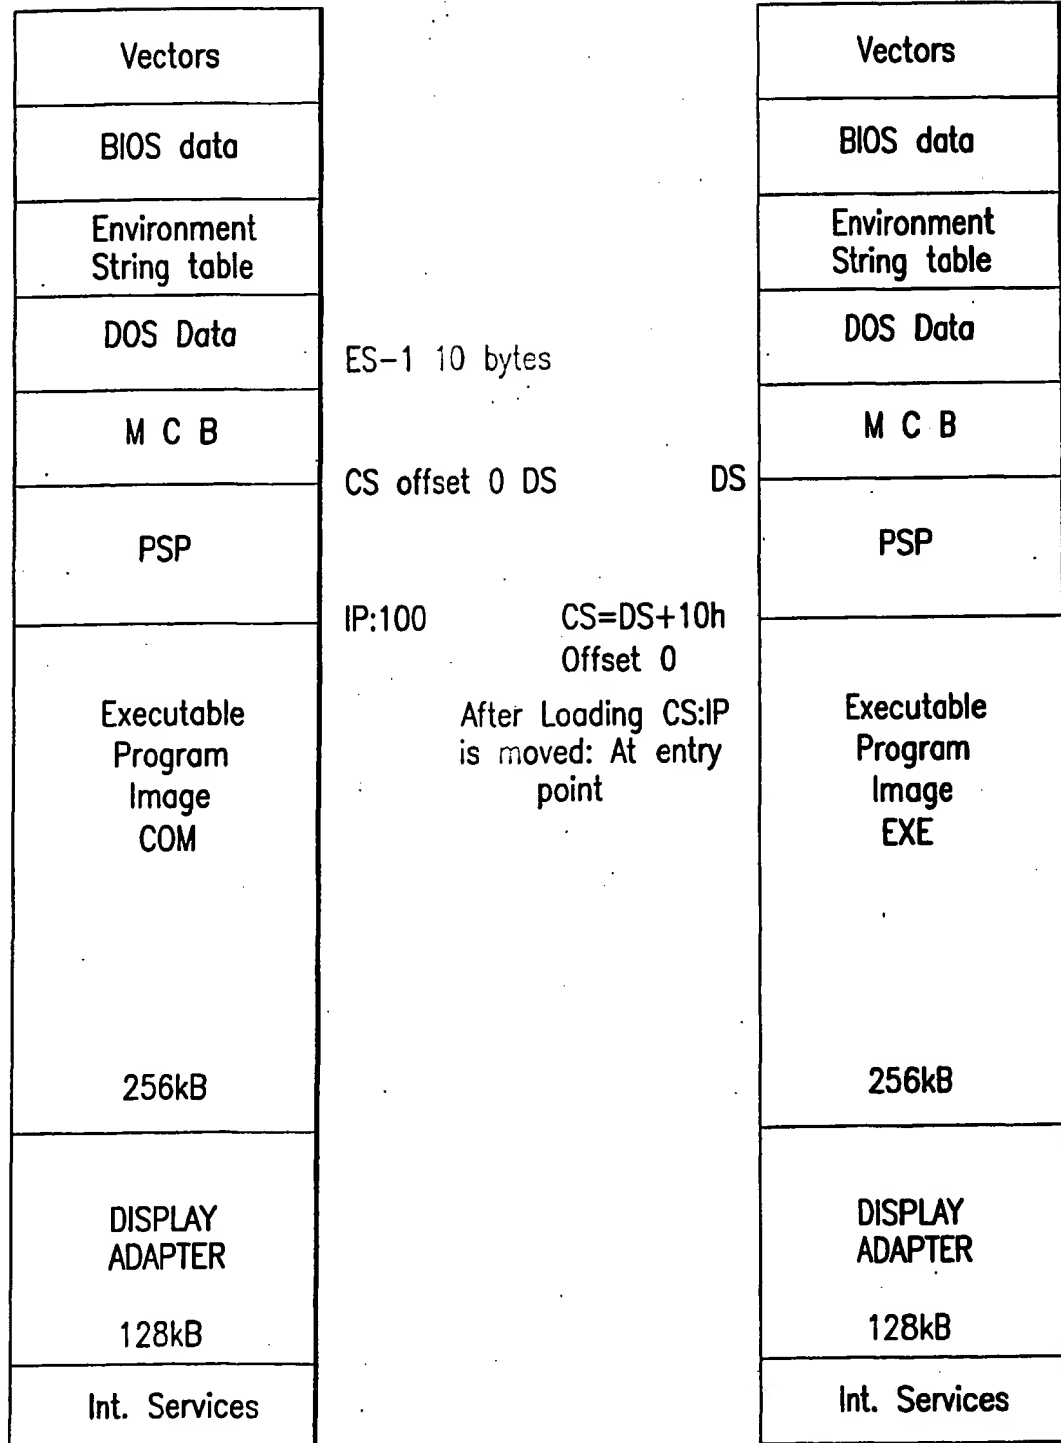 Vectors
BIOS data
Environment
String table
DOS Data
M C B
PSP
Executable
Program
Image
COM
256kB
DISPLAY
ADAPTER
128kB
Int. Services
ES-1 10 bytes
CS offset 0 DS
IP:100
DS
CS=DS+10h
Offset 0
After Loading CS:IP
is moved: At entry
point
Vectors
BIOS data
Environment
String table
DOS Data
M C B
PSP
Executable
Program
Image
EXE
256kB
DISPLAY
ADAPTER
128kB
Int. Services